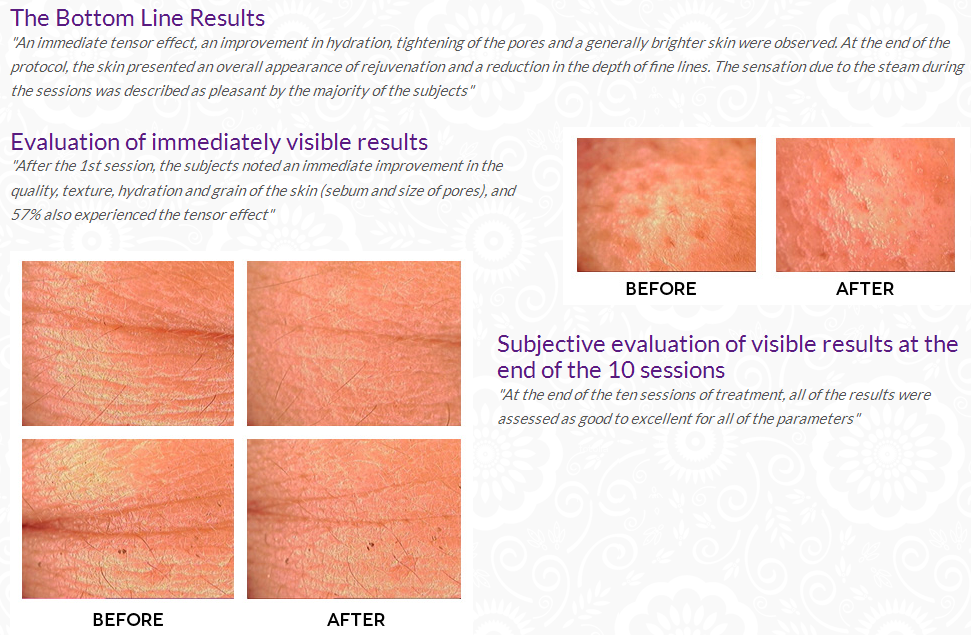 The Bottom Line Results
"An immediate tensor effect, an improvement in hydration, tightening of the pores and a generally brighter skin were observed. At the end of the
protocol, the skin presented an overall appearance of rejuvenation and a reduction in the depth of fine lines. The sensation due to the steam during
the sessions was described as pleasant by the majority of the subjects"
Evaluation of immediately visible results
"After the 1st session, the subjects noted an immediate improvement in the
quality, texture, hydration and grain of the skin (sebum and size of pores), and
57% also experienced the tensor effect"
BEFORE
AFTER
Subjective evaluation of visible results at the
end of the 10 sessions
"At the end of the ten sessions of treatment, all of the results were
assessed as good to excellent for all of the parameters"
BEFORE
AFTER